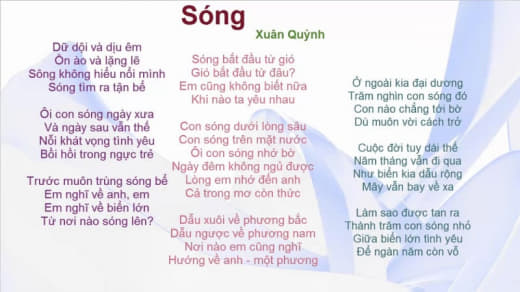 Sóng
Xuân Quỳnh
Dữ dội và dịu êm
Ồn ào và lặng lẽ
Sông không hiểu nổi mình
Sóng tìm ra tận bể
Ôi con sóng ngày xưa
Và ngày sau vẫn thế
Nỗi khát vọng tình yêu
Bồi hồi trong ngực trẻ
Trước muôn trùng sóng bể
Em nghĩ về anh, em
Em nghĩ về biển lớn
Từ nơi nào sóng lên?
Sóng bắt đầu từ gió
Gió bắt đầu từ đâu?
Em cũng không biết nữa
Khi nào ta yêu nhau
Con sóng dưới lòng sâu
Con sóng trên mặt nước
Ôi con sóng nhớ bờ
Ngày đêm không ngủ được
Lòng em nhớ đến anh
Cả trong mơ còn thức
Dẫu xuôi về phương bắc
Dẫu ngược về phương nam
Nơi nào em cũng nghĩ
Hướng về anh - một phương
Ở ngoài kia đại dương
Trăm nghìn con sóng đó
Con nào chẳng tới bờ
Dù muôn vời cách trở
Cuộc đời tuy dài thế
Năm tháng vẫn đi qua
Như biển kia dẫu rộng
Mây vẫn bay về xa
Làm sao được tan ra
Thành trăm con sóng nhỏ
Giữa biển lớn tình yêu
Để ngàn năm còn vỗ